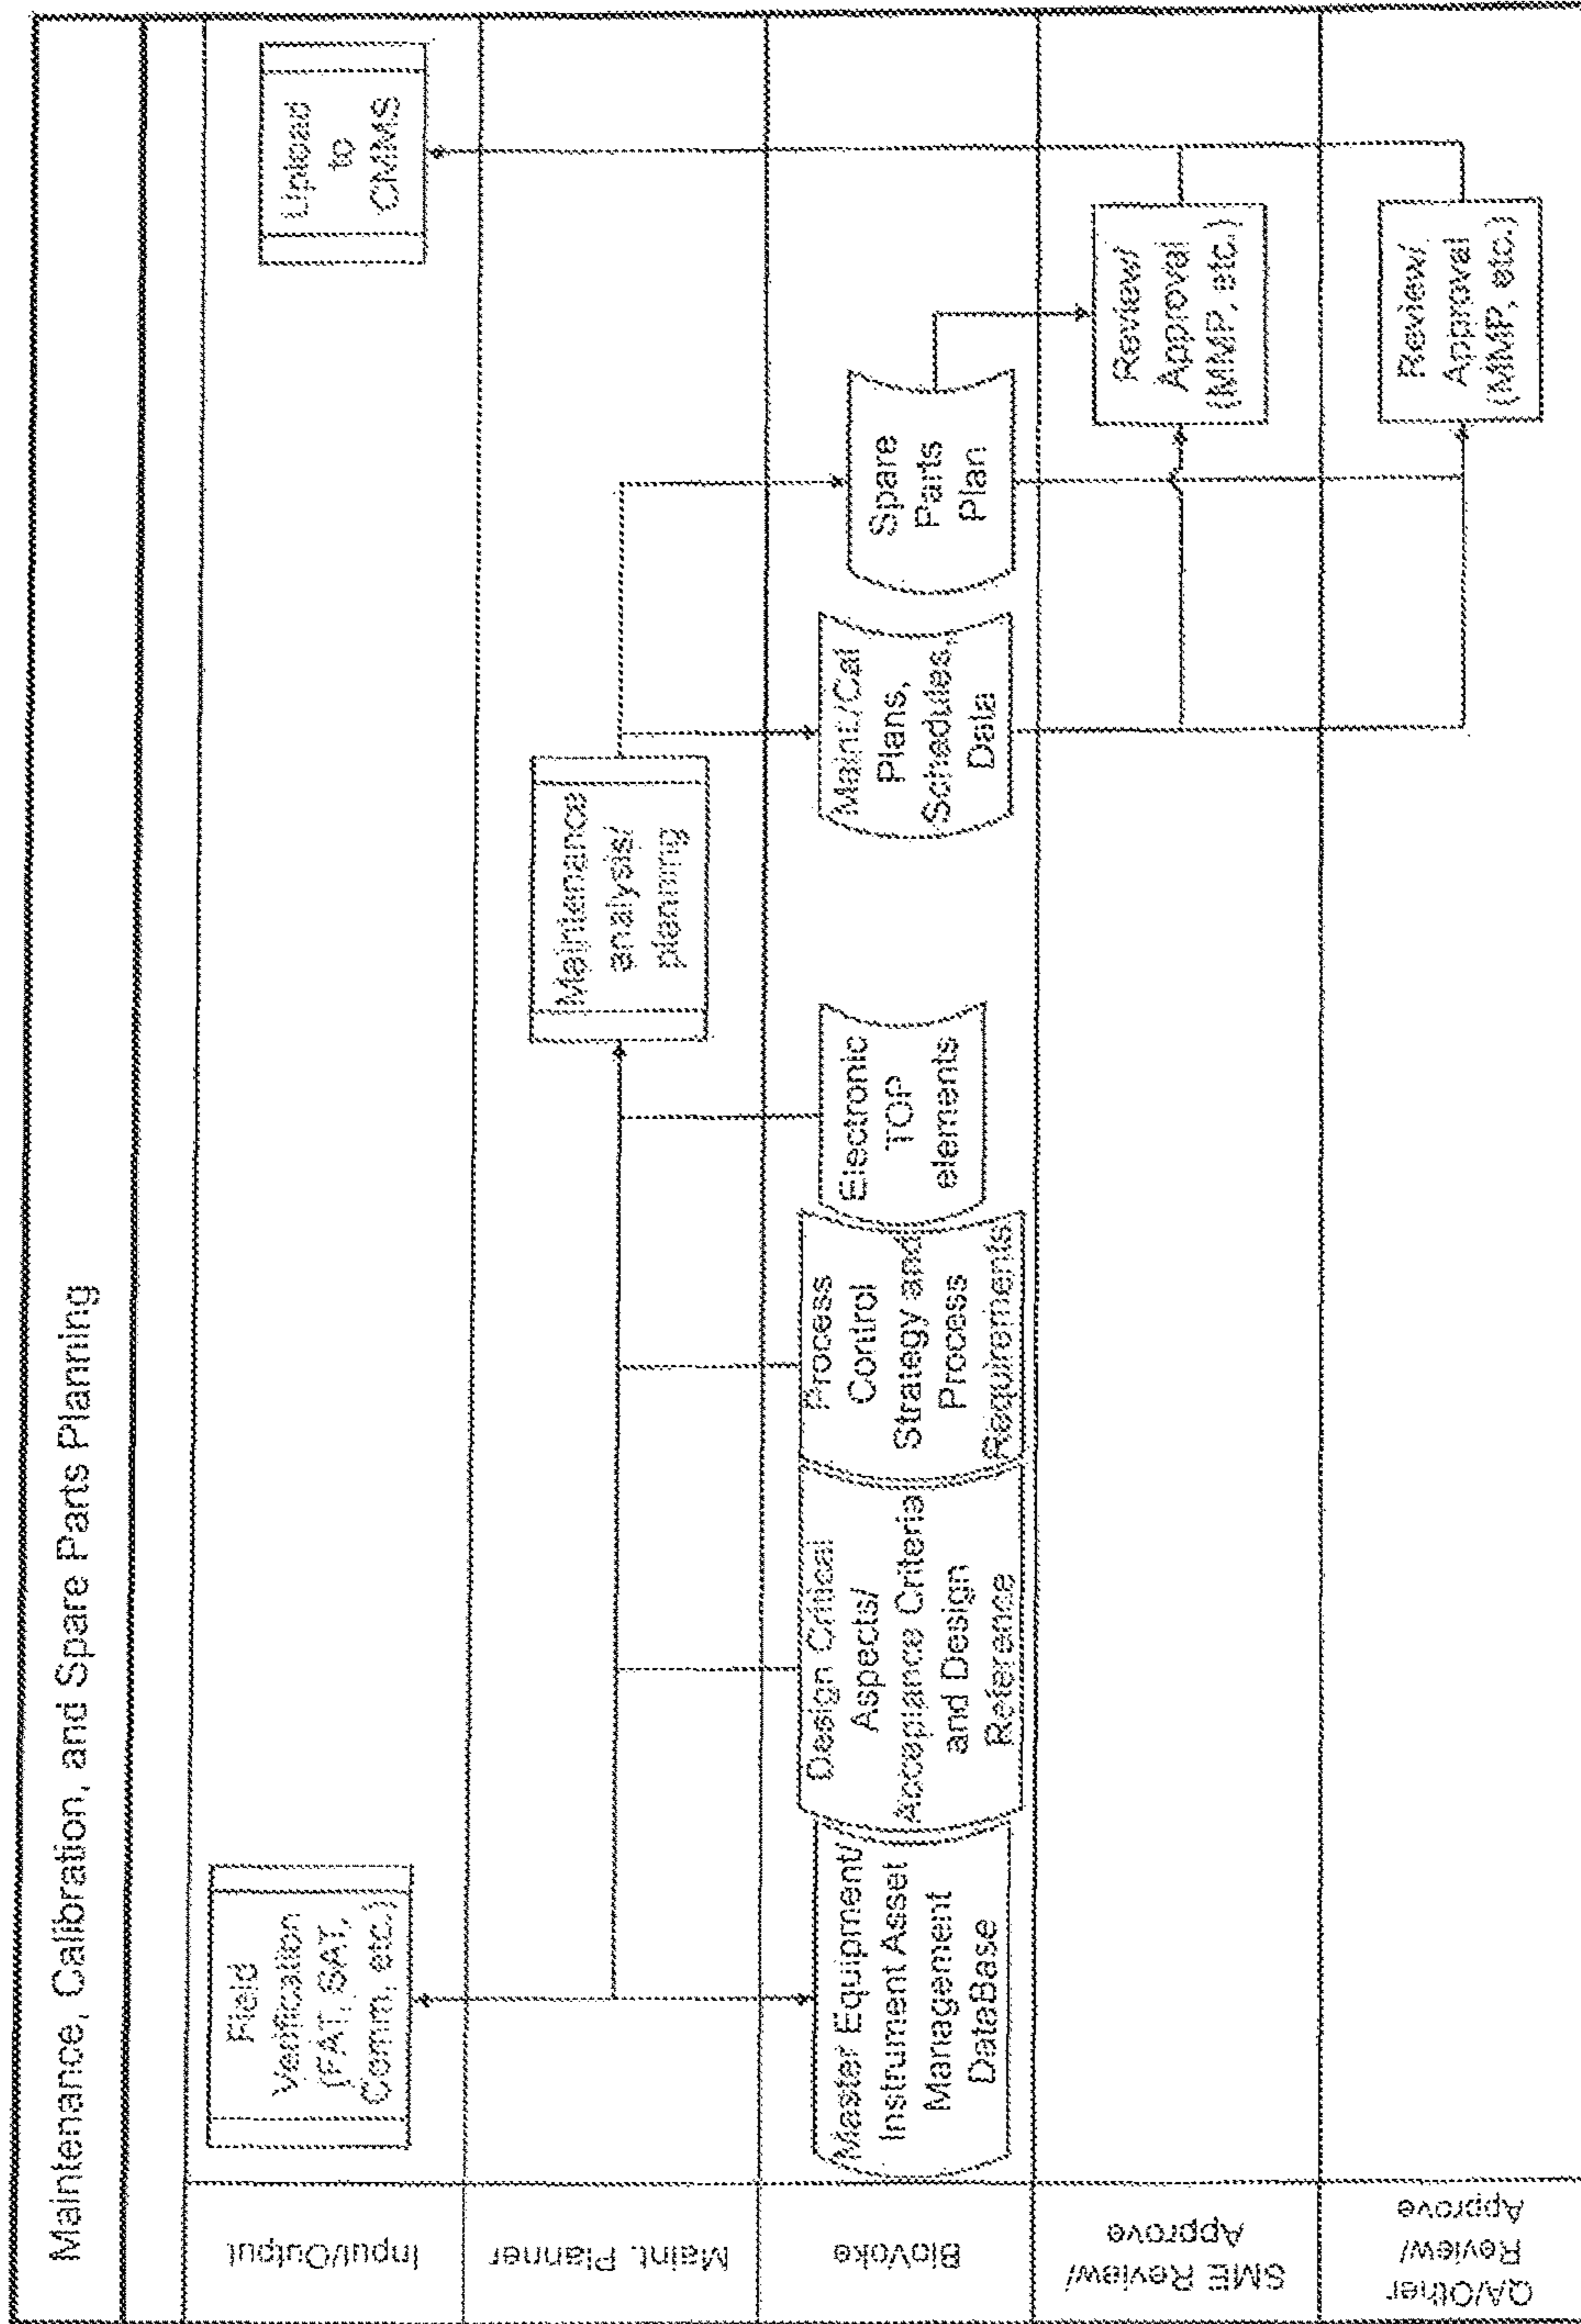 Maintenance, Calibration, and Spare Parts Planning
Input/Output
Field
Verification
(FAT, SAT,
Comm, etc.)
Upload
to
CMMS
Maint. Planner
Maintenance
analysis/
planning
BioVoke
Master Equipment/
Instrument Asset
Management
DataBase
Design Critical
Aspects/
Acceptance Criteria
and Design
Reference
Process
Control
Strategy and
Process
Requirements
Electronic
TOP
elements
Maint./Cal
Plans,
Schedules,
Data
Spare
Parts
Plan
SME Review/
Approve
Review/
Approval
(MMP, etc.)
QA/Other
Review/
Approve
Review/
Approval
(MMP, etc.)